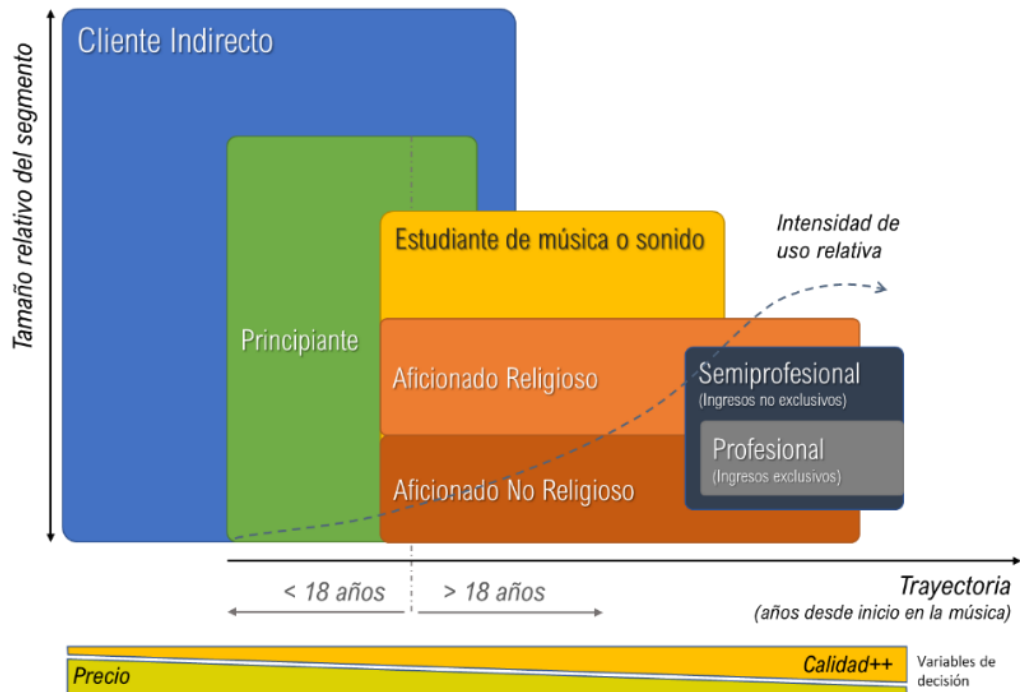 Tamaño relativo del segmento
Cliente Indirecto
Principiante
Estudiante de música o sonido
Aficionado Religioso
Aficionado No Religioso
Intensidad de
uso relativa
Semiprofesional
(Ingresos no exclusivos)
Profesional
(Ingresos exclusivos)
< 18 años
> 18 años
Trayectoria
(años desde inicio en la música)
Precio
Calidad++
Variables de
decisión